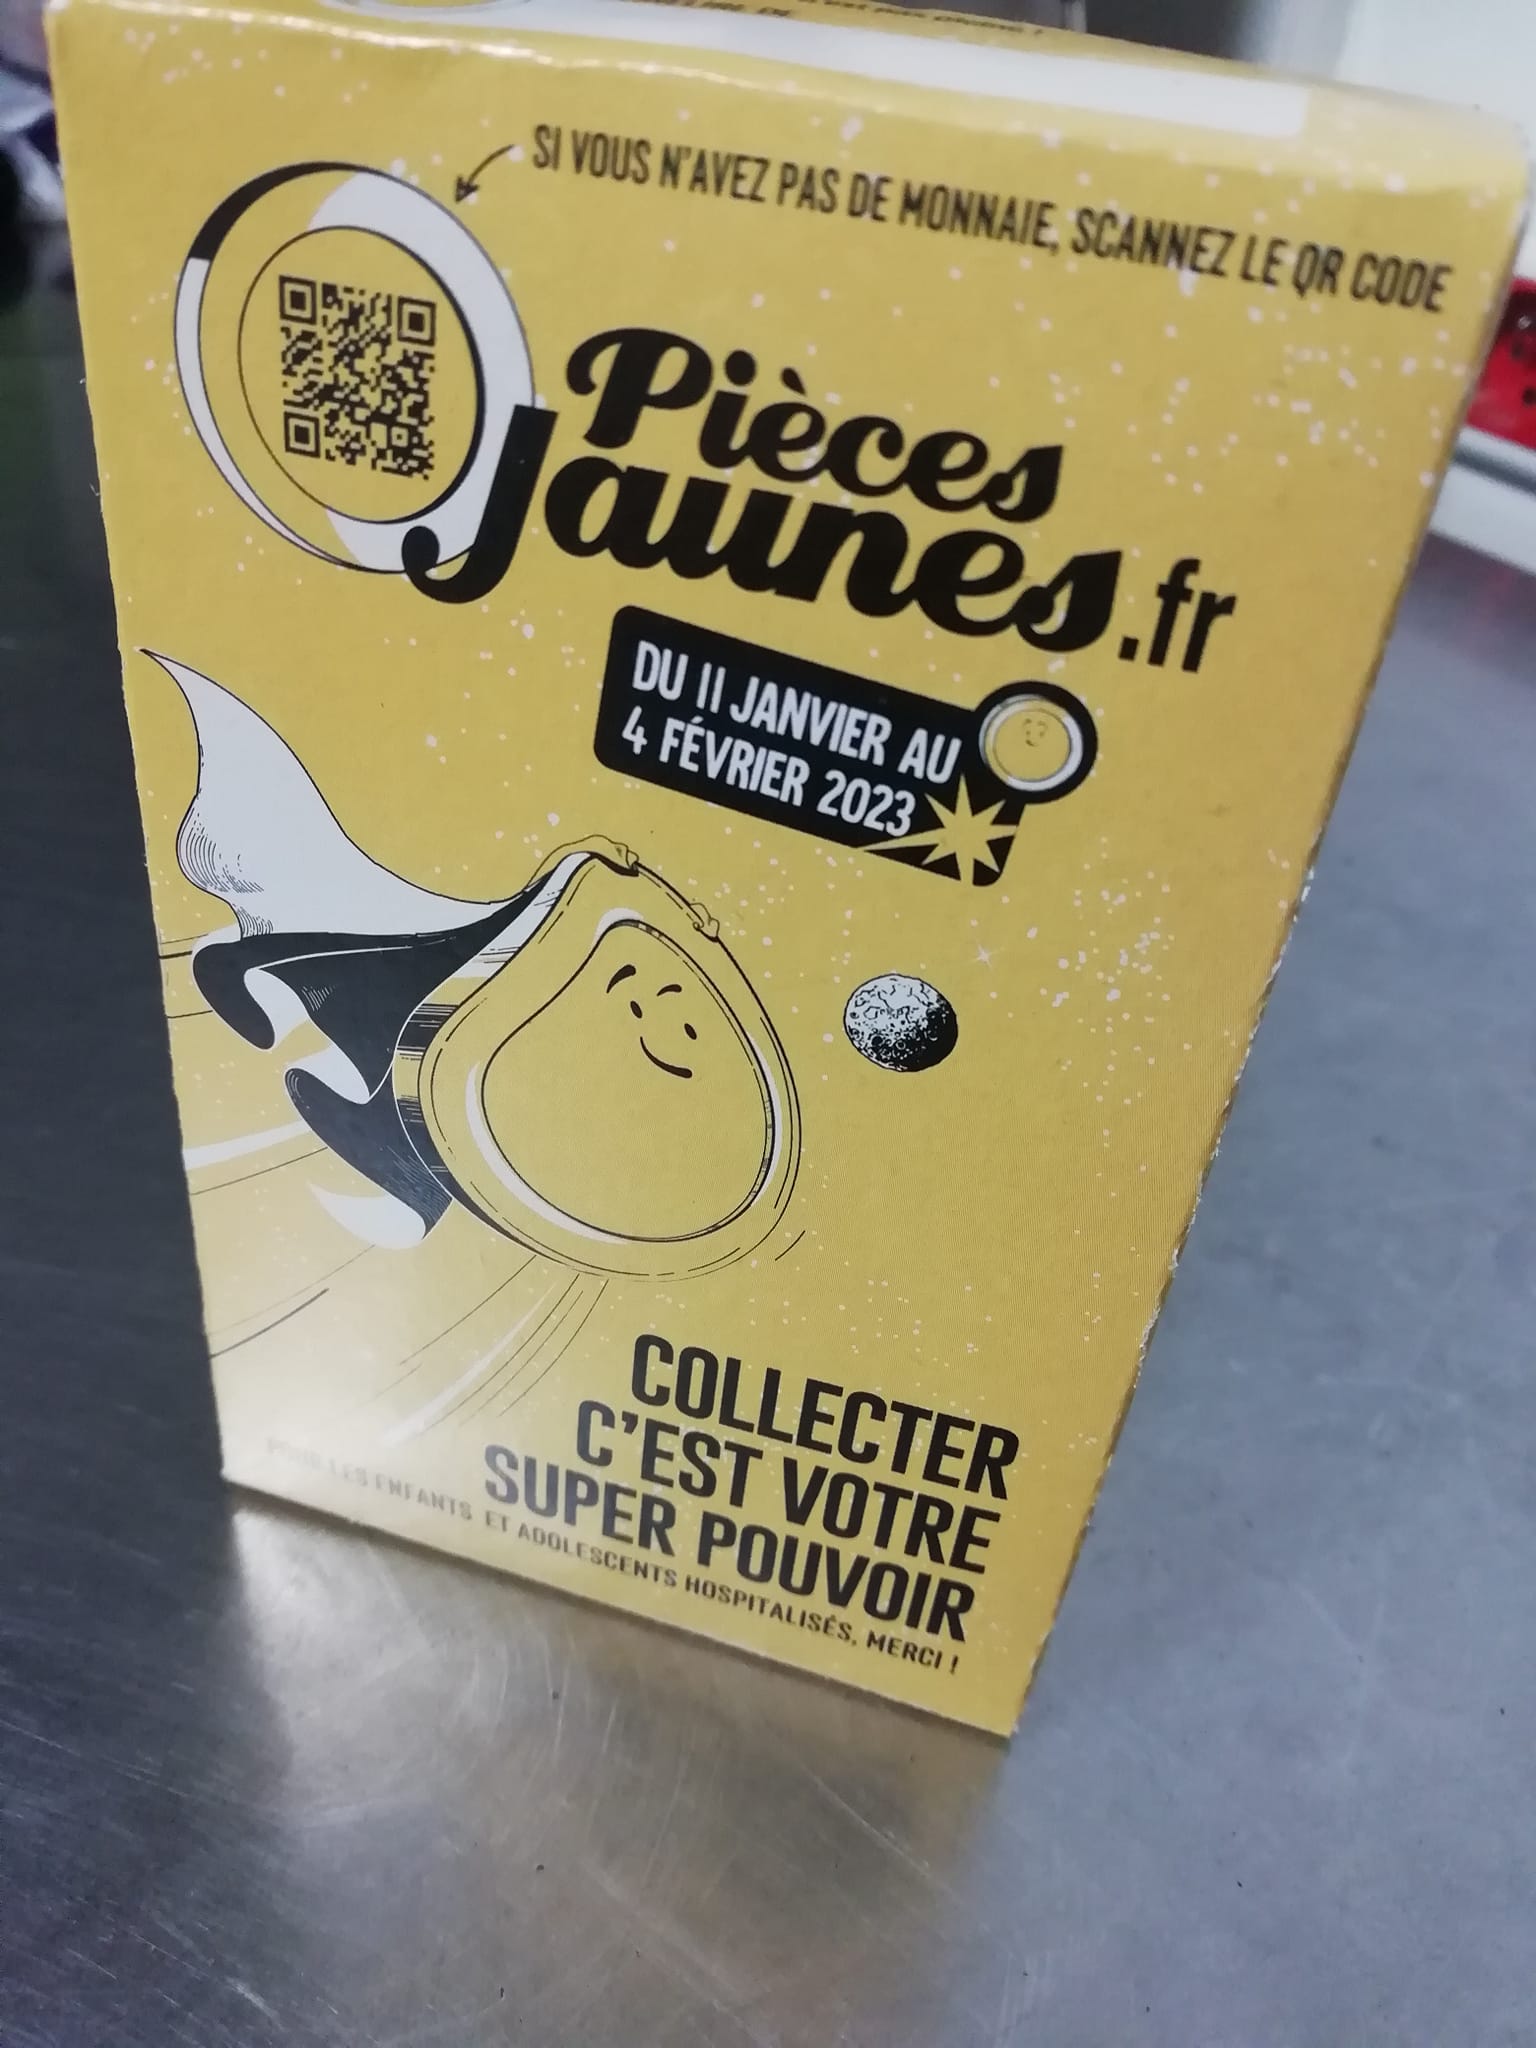 SI VOUS N'AVEZ PAS DE MONNAIE, SCANNEZ LE QR CODE
Pièces
Jaunes.fr
DU 11 JANVIER AU
4 FÉVRIER 2023
COLLECTER
C'EST VOTRE
SUPER POUVOIR
POUR LES ENFANTS ET ADOLESCENTS HOSPITALISÉS, MERCI !